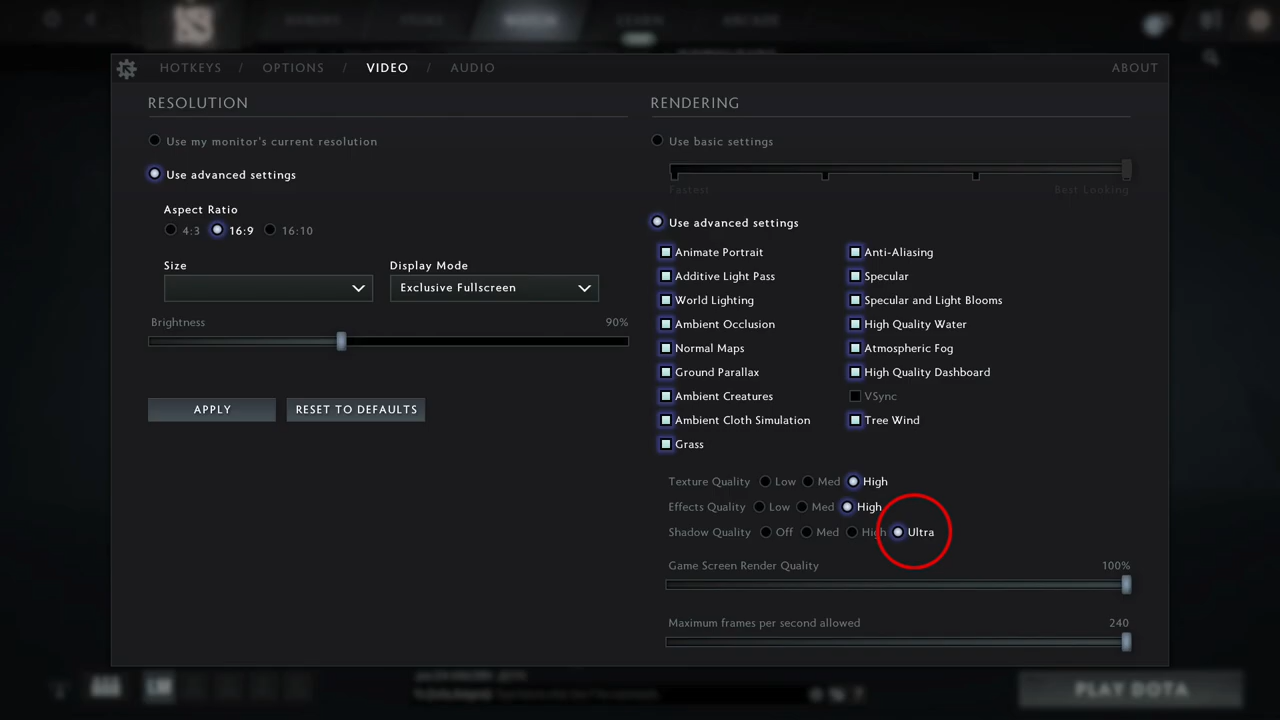 HOTKEYS / OPTIONS / VIDEO / AUDIO
ABOUT
RESOLUTION
Use my monitor's current resolution
Use advanced settings
Aspect Ratio
4:3 16:9 16:10
Size
Display Mode
Exclusive Fullscreen
Brightness 90%
APPLY
RESET TO DEFAULTS
RENDERING
Use basic settings
Fastest Best Looking
Use advanced settings
Animate Portrait
Additive Light Pass
World Lighting
Ambient Occlusion
Normal Maps
Ground Parallax
Ambient Creatures
Ambient Cloth Simulation
Grass
Anti-Aliasing
Specular
Specular and Light Blooms
High Quality Water
Atmospheric Fog
High Quality Dashboard
VSync
Tree Wind
Texture Quality Low Med High
Effects Quality Low Med High
Shadow Quality Off Med High Ultra
Game Screen Render Quality 100%
Maximum frames per second allowed 240
PLAY DOTA